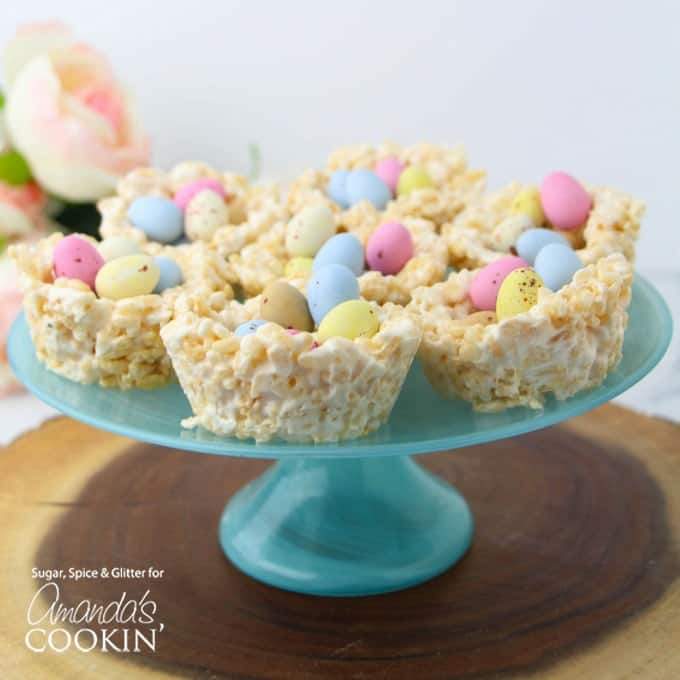 Sugar, Spice & Glitter for
Amanda's
COOKIN'